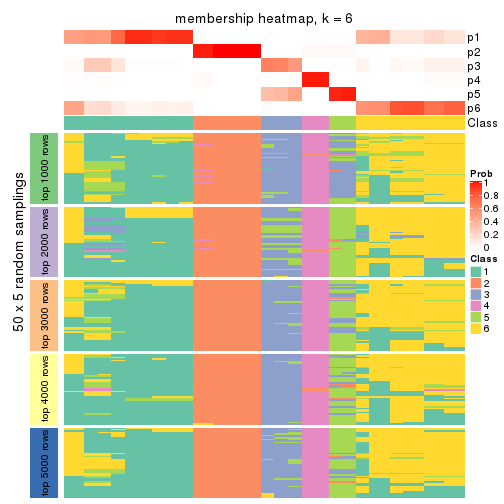 membership heatmap, k = 6
p1
p2
p3
p4
p5
p6
Class
50 x 5 random samplings
top 1000 rows
top 2000 rows
top 3000 rows
top 4000 rows
top 5000 rows
Prob
1
0.8
0.6
0.4
0.2
0
Class
1
2
3
4
5
6